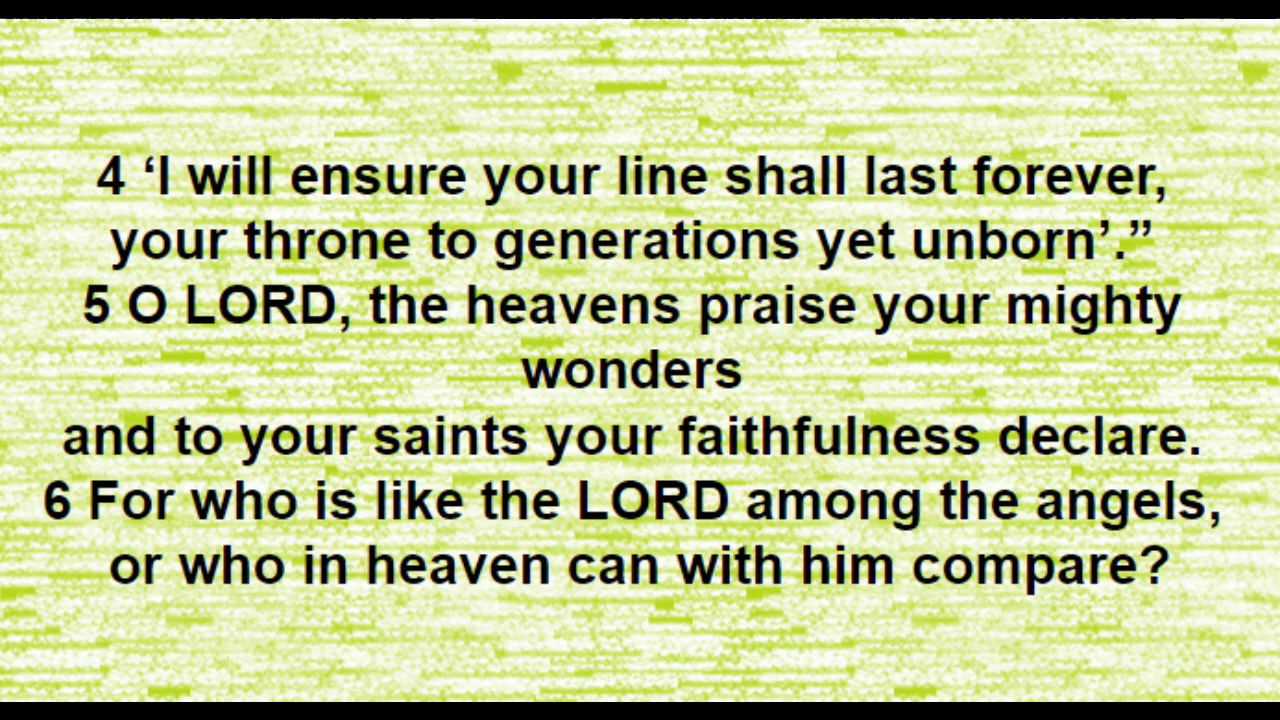 4 ‘I will ensure your line shall last forever,
your throne to generations yet unborn’.”
5 O LORD, the heavens praise your mighty
wonders
and to your saints your faithfulness declare.
6 For who is like the LORD among the angels,
or who in heaven can with him compare?